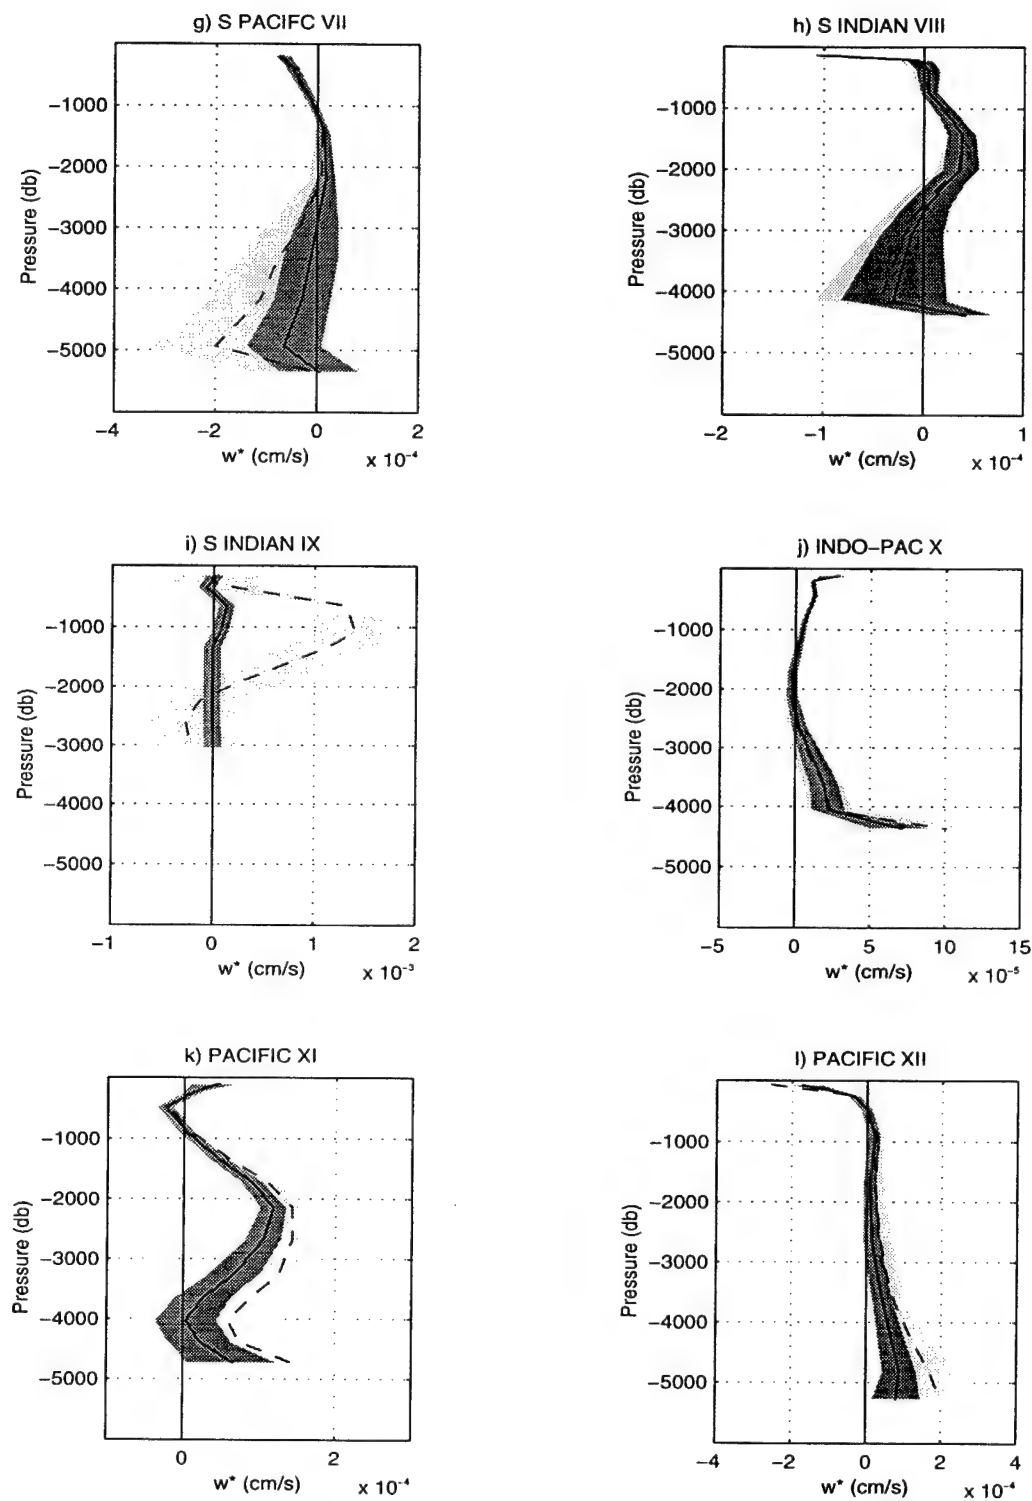 g) S PACIFC VII
−1000
−2000
−3000
−4000
−5000
Pressure (db)
−4 −2 0 2
w* (cm/s)
x 10⁻⁴
h) S INDIAN VIII
−1000
−2000
−3000
−4000
−5000
Pressure (db)
−2 −1 0 1
w* (cm/s)
x 10⁻⁴
i) S INDIAN IX
−1000
−2000
−3000
−4000
−5000
Pressure (db)
−1 0 1 2
w* (cm/s)
x 10⁻³
j) INDO−PAC X
−1000
−2000
−3000
−4000
−5000
Pressure (db)
−5 0 5 10 15
w* (cm/s)
x 10⁻⁵
k) PACIFIC XI
−1000
−2000
−3000
−4000
−5000
Pressure (db)
0 2
w* (cm/s)
x 10⁻⁴
l) PACIFIC XII
−1000
−2000
−3000
−4000
−5000
Pressure (db)
−4 −2 0 2 4
w* (cm/s)
x 10⁻⁴